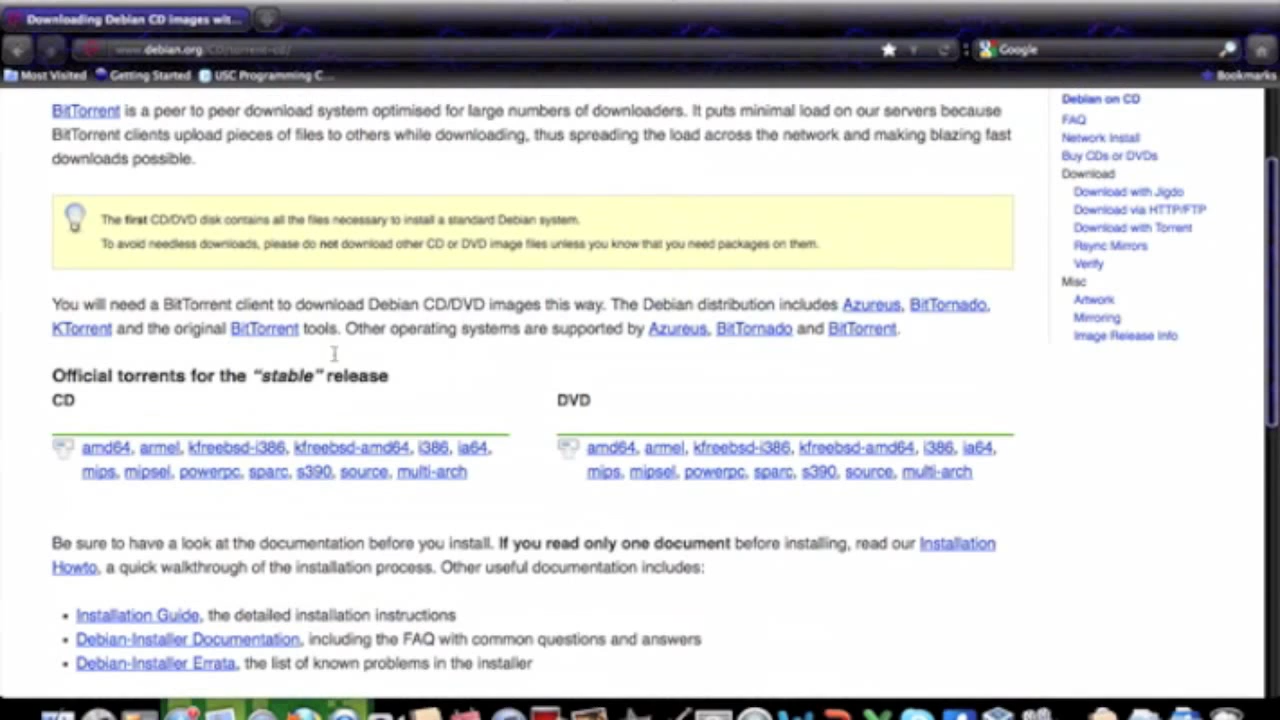 Downloading Debian CD images wit...
www.debian.org/CD/torrent-cd/
Google
Most Visited Getting Started USC Programming C... Bookmarks
BitTorrent is a peer to peer download system optimised for large numbers of downloaders. It puts minimal load on our servers because
BitTorrent clients upload pieces of files to others while downloading, thus spreading the load across the network and making blazing fast
downloads possible.
The first CD/DVD disk contains all the files necessary to install a standard Debian system.
To avoid needless downloads, please do not download other CD or DVD image files unless you know that you need packages on them.
You will need a BitTorrent client to download Debian CD/DVD images this way. The Debian distribution includes Azureus, BitTornado,
KTorrent and the original BitTorrent tools. Other operating systems are supported by Azureus, BitTornado and BitTorrent.
Official torrents for the "stable" release
CD
amd64, armel, kfreebsd-i386, kfreebsd-amd64, i386, ia64,
mips, mipsel, powerpc, sparc, s390, source, multi-arch
DVD
amd64, armel, kfreebsd-i386, kfreebsd-amd64, i386, ia64,
mips, mipsel, powerpc, sparc, s390, source, multi-arch
Be sure to have a look at the documentation before you install. If you read only one document before installing, read our Installation
Howto, a quick walkthrough of the installation process. Other useful documentation includes:
• Installation Guide, the detailed installation instructions
• Debian-Installer Documentation, including the FAQ with common questions and answers
• Debian-Installer Errata, the list of known problems in the installer
Debian on CD
FAQ
Network Install
Buy CDs or DVDs
Download
Download with Jigdo
Download via HTTP/FTP
Download with Torrent
Rsync Mirrors
Verify
Misc
Artwork
Mirroring
Image Release Info